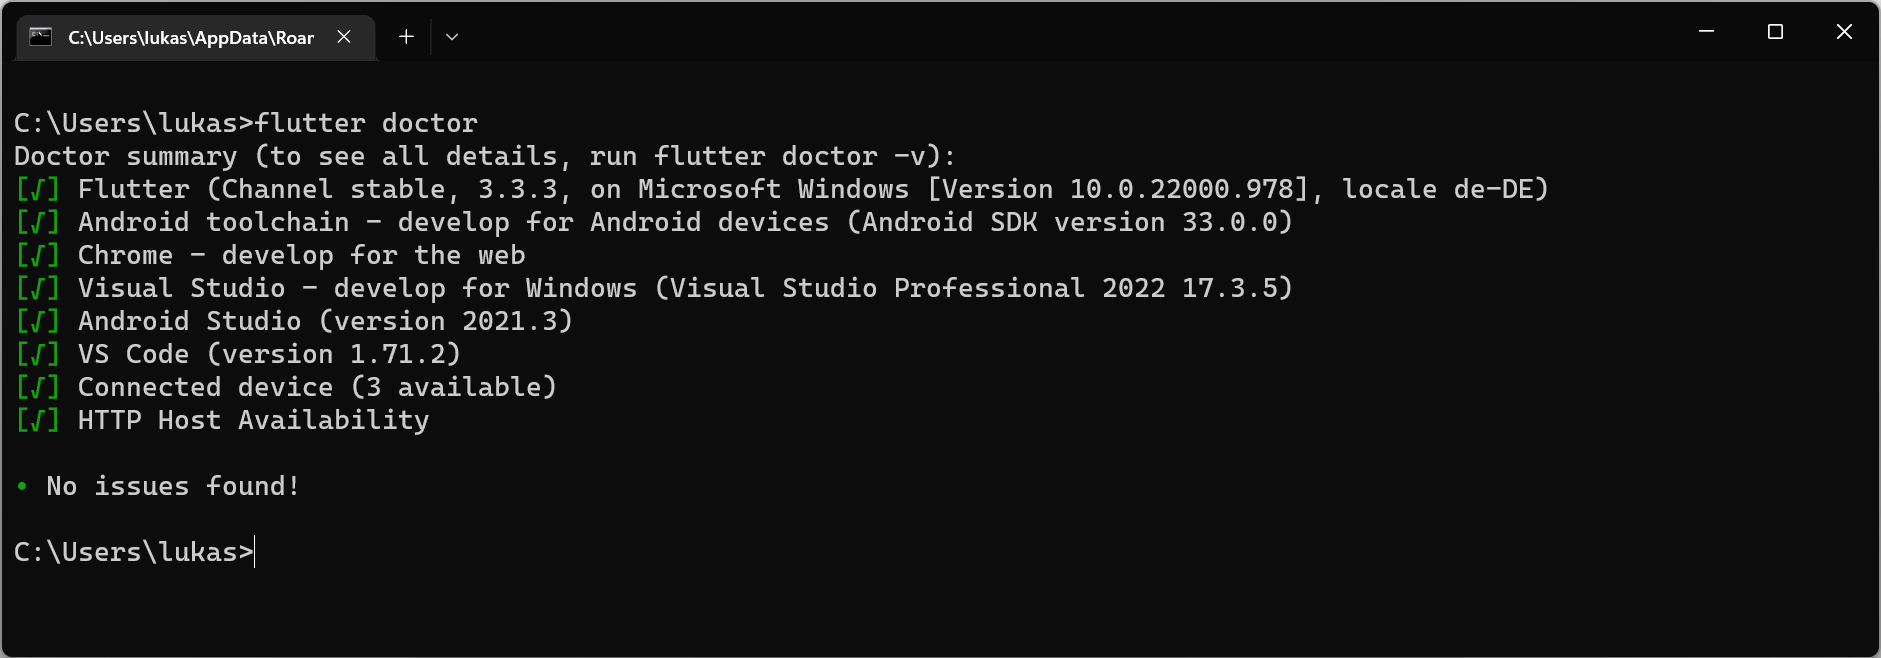 C:\Users\lukas\AppData\Roar
C:\Users\lukas>flutter doctor
Doctor summary (to see all details, run flutter doctor -v):
[√] Flutter (Channel stable, 3.3.3, on Microsoft Windows [Version 10.0.22000.978], locale de-DE)
[√] Android toolchain - develop for Android devices (Android SDK version 33.0.0)
[√] Chrome - develop for the web
[√] Visual Studio - develop for Windows (Visual Studio Professional 2022 17.3.5)
[√] Android Studio (version 2021.3)
[√] VS Code (version 1.71.2)
[√] Connected device (3 available)
[√] HTTP Host Availability
• No issues found!
C:\Users\lukas>